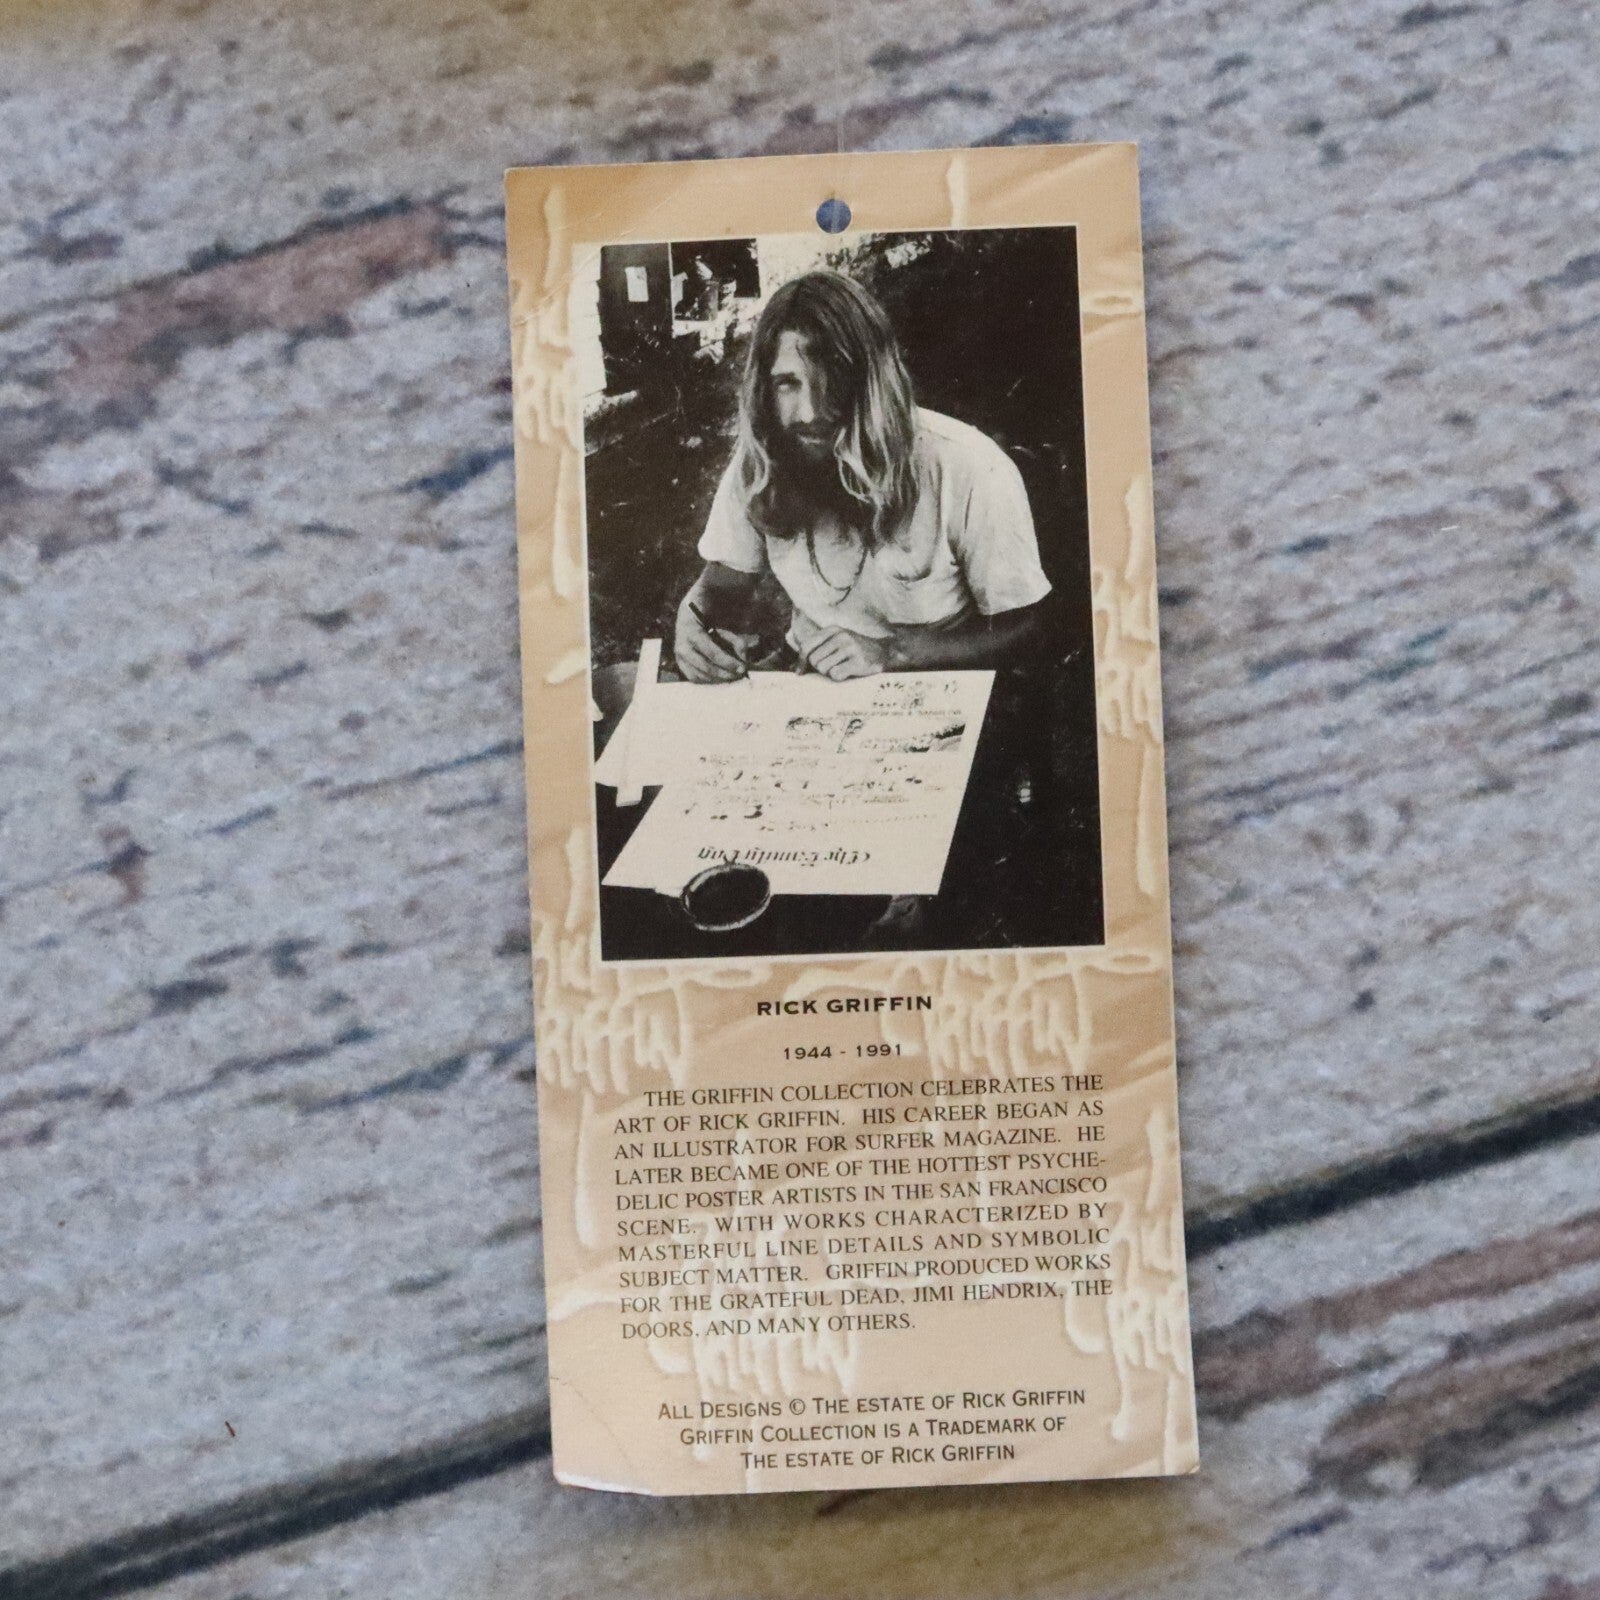 RICK GRIFFIN
1944 - 1991
THE GRIFFIN COLLECTION CELEBRATES THE
ART OF RICK GRIFFIN. HIS CAREER BEGAN AS
AN ILLUSTRATOR FOR SURFER MAGAZINE. HE
LATER BECAME ONE OF THE HOTTEST PSYCHE-
DELIC POSTER ARTISTS IN THE SAN FRANCISCO
SCENE. WITH WORKS CHARACTERIZED BY
MASTERFUL LINE DETAILS AND SYMBOLIC
SUBJECT MATTER. GRIFFIN PRODUCED WORKS
FOR THE GRATEFUL DEAD, JIMI HENDRIX, THE
DOORS, AND MANY OTHERS.
ALL DESIGNS © THE ESTATE OF RICK GRIFFIN
GRIFFIN COLLECTION IS A TRADEMARK OF
THE ESTATE OF RICK GRIFFIN